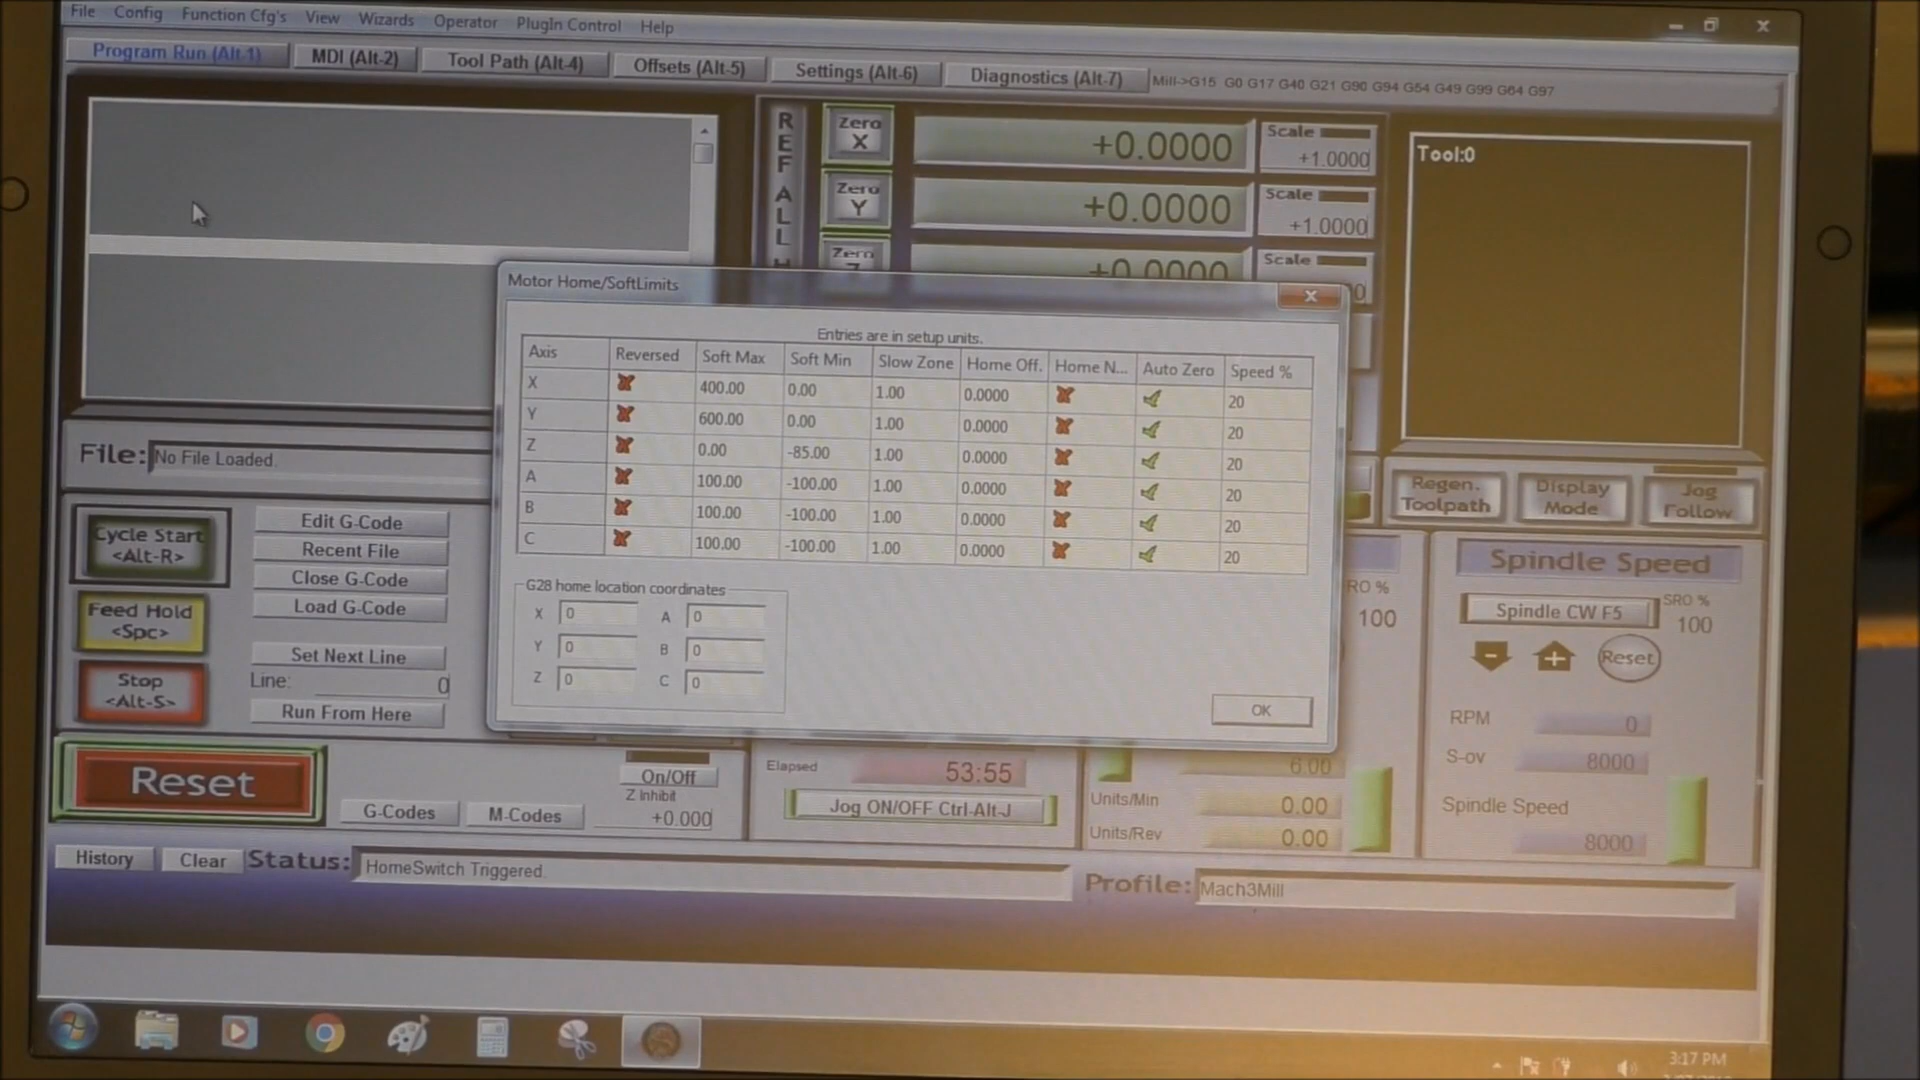 File Config Function Cfg's View Wizards Operator PlugIn Control Help
Program Run (Alt-1) MDI (Alt-2) Tool Path (Alt-4) Offsets (Alt-5) Settings (Alt-6) Diagnostics (Alt-7) Mill->G15 G0 G17 G40 G21 G90 G94 G54 G49 G99 G64 G97
REF ALL H
Zero X +0.0000 Scale +1.0000
Zero Y +0.0000 Scale +1.0000
Zero Z +0.0000 Scale
Tool:0
Motor Home/SoftLimits
Entries are in setup units.
Axis Reversed Soft Max Soft Min Slow Zone Home Off. Home N... Auto Zero Speed %
X 400.00 0.00 1.00 0.0000 20
Y 600.00 0.00 1.00 0.0000 20
Z 0.00 -85.00 1.00 0.0000 20
A 100.00 -100.00 1.00 0.0000 20
B 100.00 -100.00 1.00 0.0000 20
C 100.00 -100.00 1.00 0.0000 20
G28 home location coordinates
X 0 A 0
Y 0 B 0
Z 0 C 0
OK
File: No File Loaded.
Cycle Start
<Alt-R>
Feed Hold
<Spc>
Stop
<Alt-S>
Edit G-Code
Recent File
Close G-Code
Load G-Code
Set Next Line
Line: 0
Run From Here
Reset
G-Codes M-Codes
On/Off
Z Inhibit
+0.000
Elapsed 53:55
Jog ON/OFF Ctrl-Alt-J
6.00
Units/Min 0.00
Units/Rev 0.00
RO %
100
Regen. Toolpath
Display Mode
Jog Follow
Spindle Speed
Spindle CW F5
SRO %
100
- + Reset
RPM 0
S-ov 8000
Spindle Speed
8000
History Clear Status: HomeSwitch Triggered.
Profile: Mach3Mill
3:17 PM